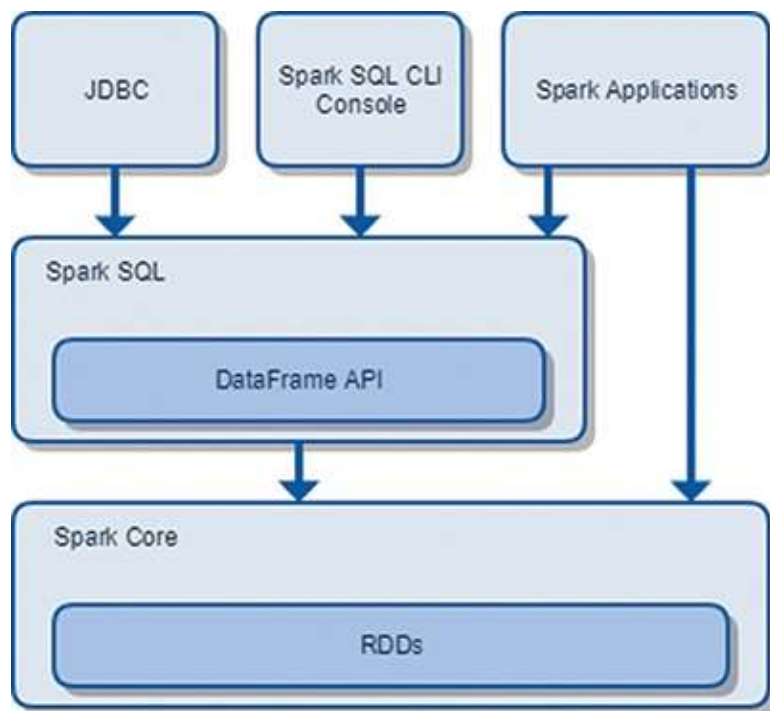 JDBC
Spark SQL CLI
Console
Spark Applications
Spark SQL
DataFrame API
Spark Core
RDDs